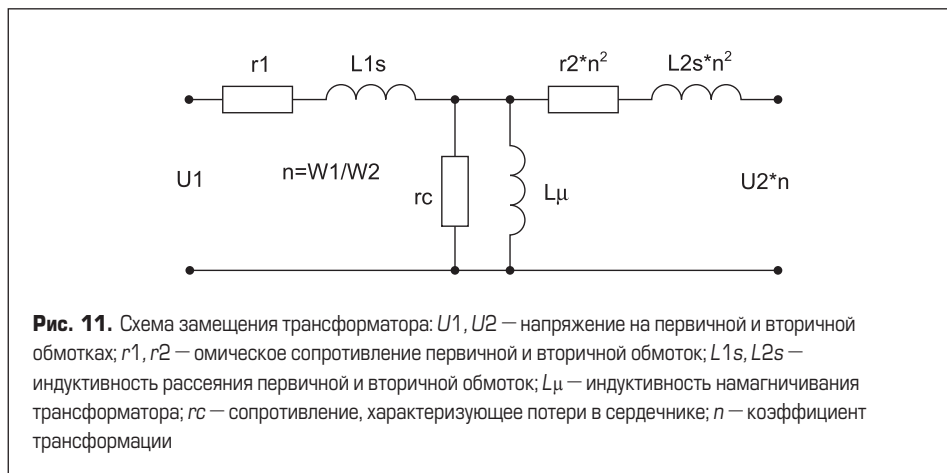 r1 L1s r2*n² L2s*n²
U1 n=W1/W2 rc Lμ U2*n
Рис. 11. Схема замещения трансформатора: U1, U2 — напряжение на первичной и вторичной
обмотках; r1, r2 — омическое сопротивление первичной и вторичной обмоток; L1s, L2s —
индуктивность рассеяния первичной и вторичной обмоток; Lμ — индуктивность намагничивания
трансформатора; rc — сопротивление, характеризующее потери в сердечнике; n — коэффициент
трансформации